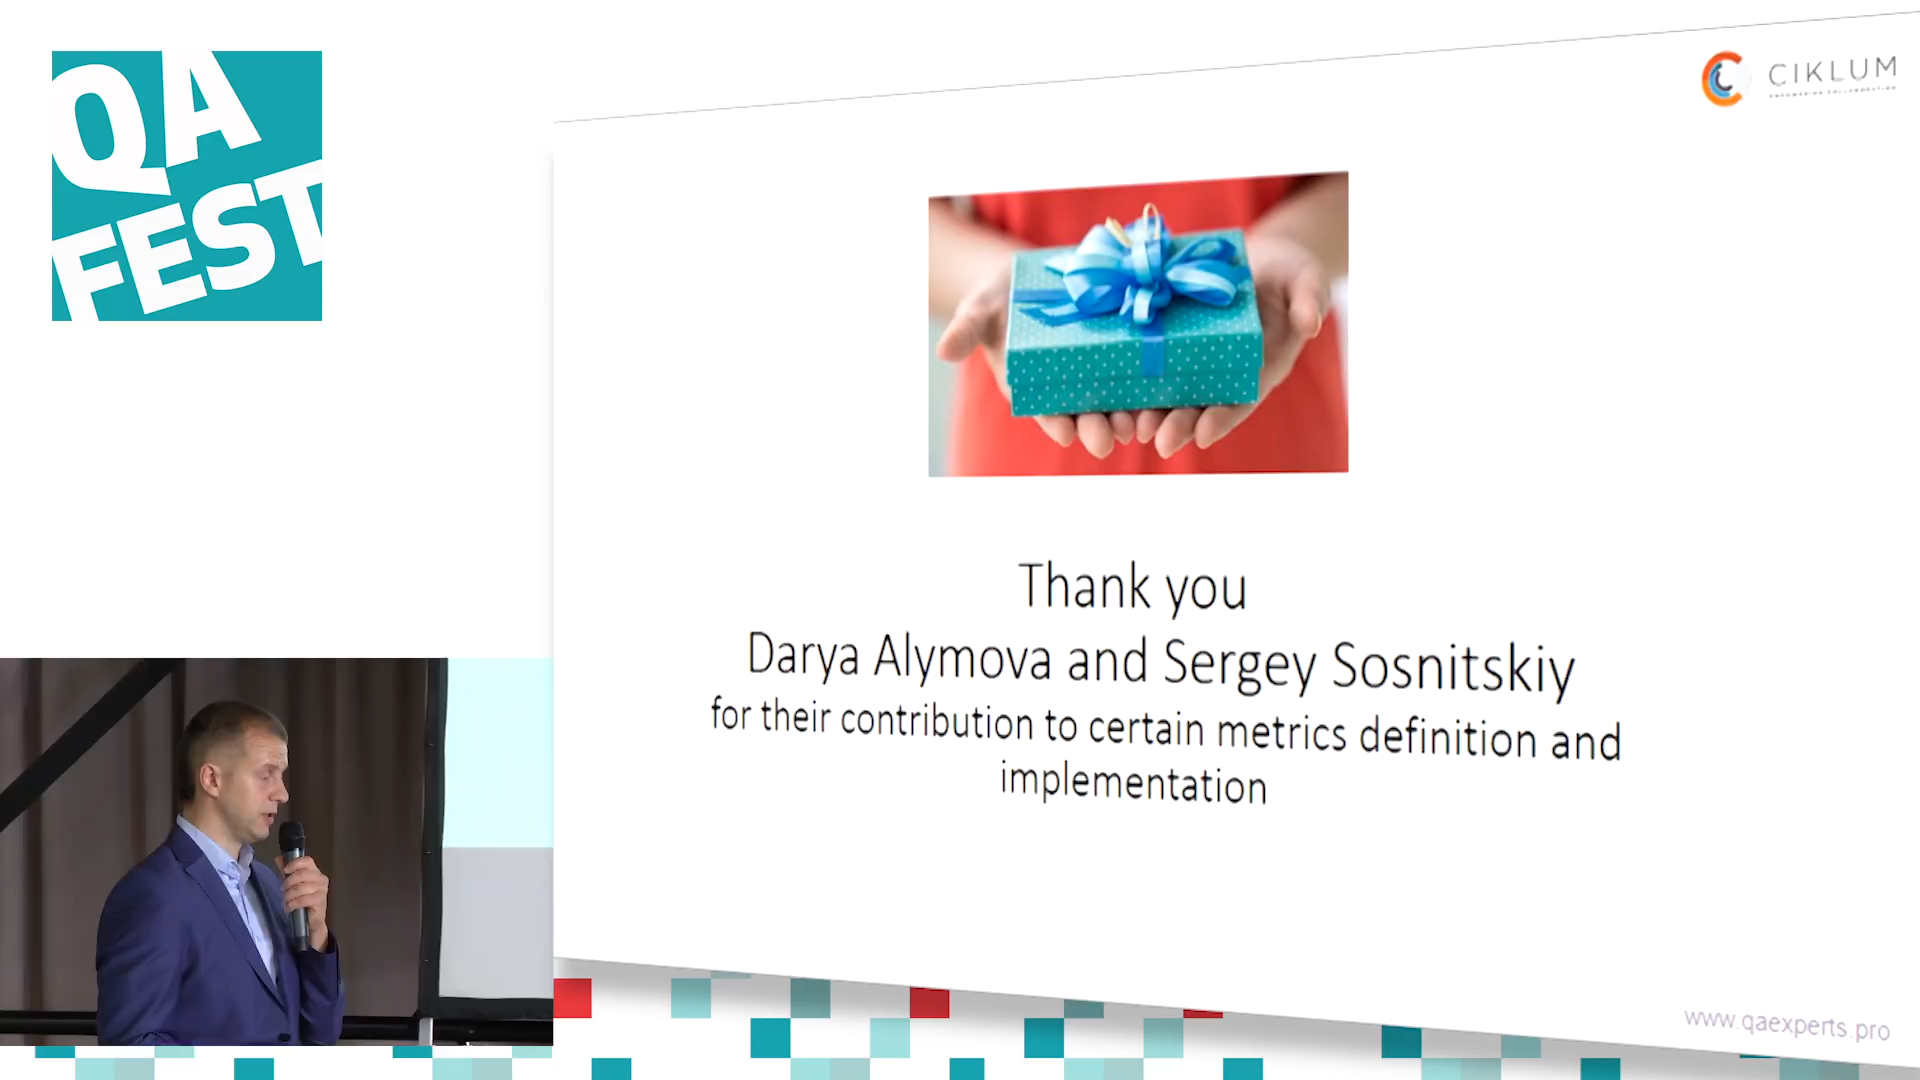 QA
FEST
CIKLUM
Thank you
Darya Alymova and Sergey Sosnitskiy
for their contribution to certain metrics definition and
implementation
www.qaexperts.pro